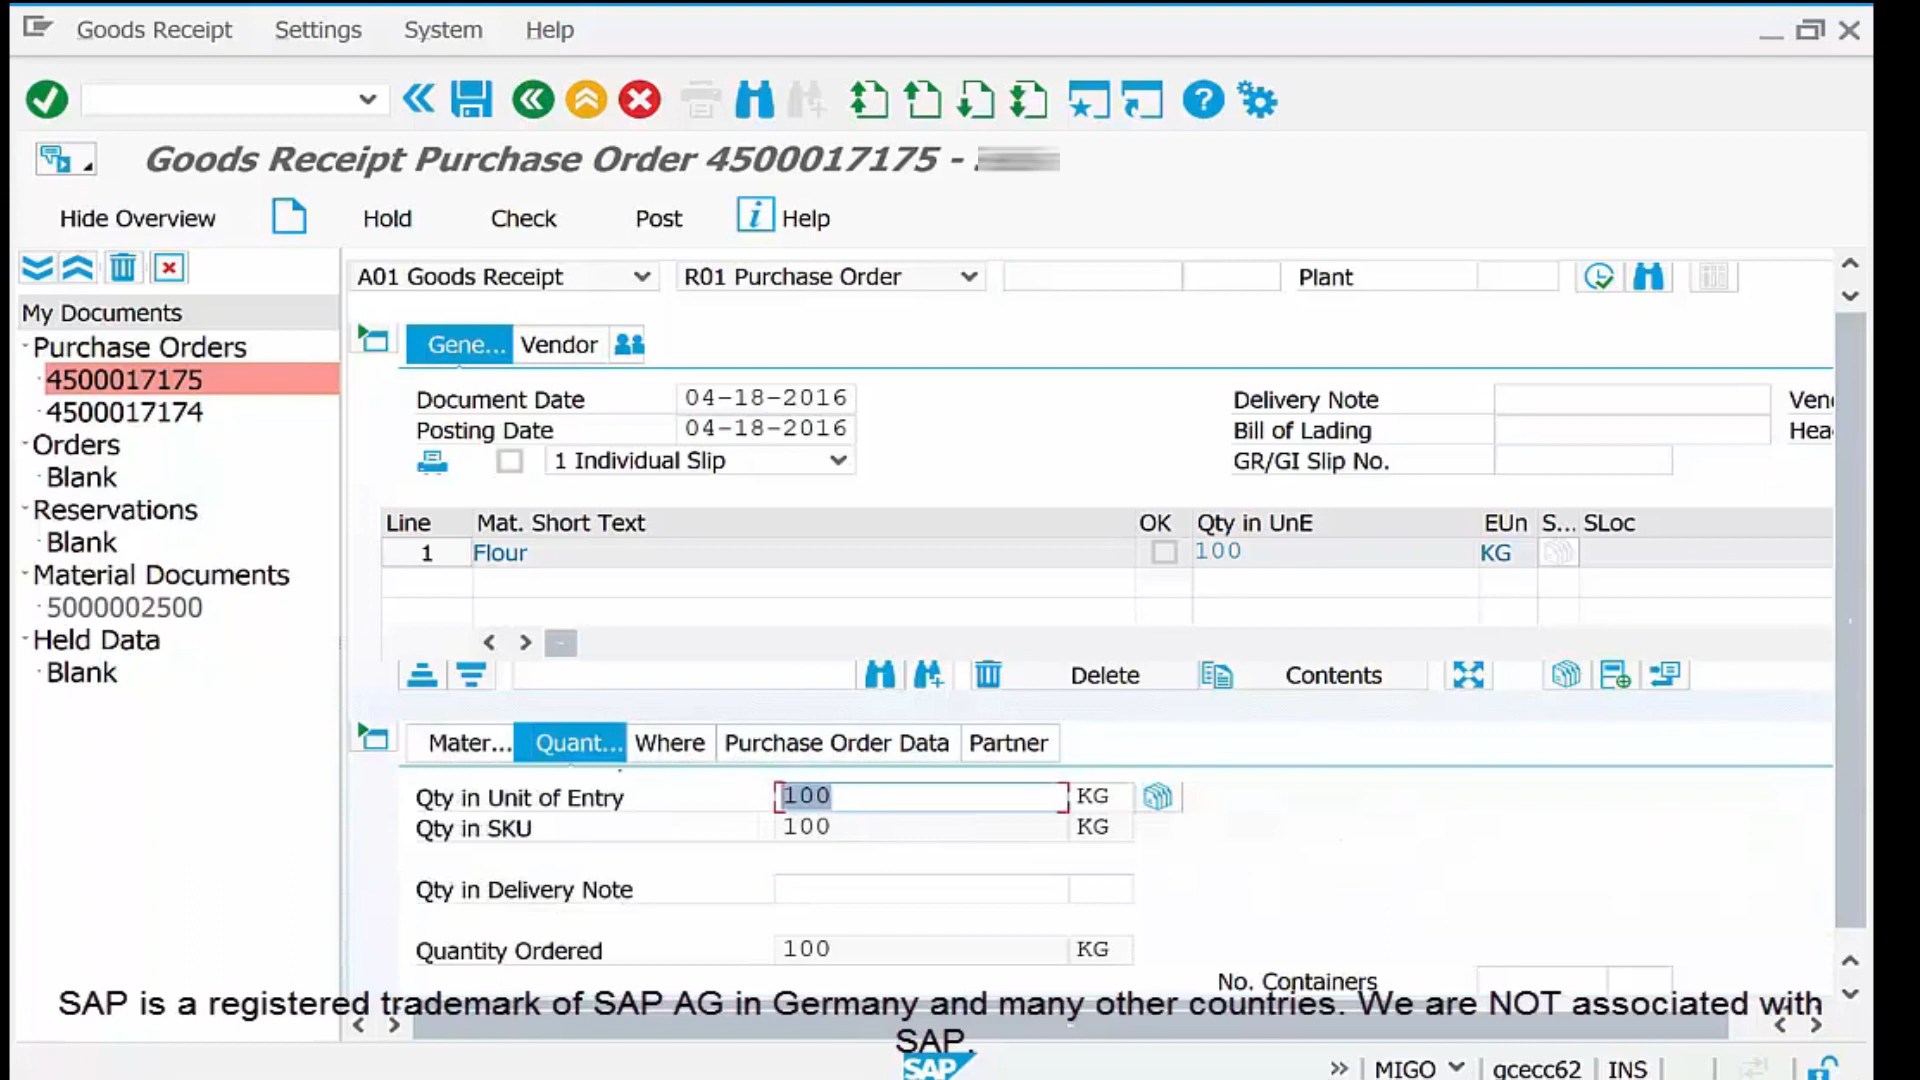 Goods Receipt Settings System Help
Goods Receipt Purchase Order 4500017175 -
Hide Overview Hold Check Post i Help
A01 Goods Receipt R01 Purchase Order Plant
My Documents
Purchase Orders
4500017175
4500017174
Orders
Blank
Reservations
Blank
Material Documents
5000002500
Held Data
Blank
Gene... Vendor
Document Date 04-18-2016 Delivery Note
Posting Date 04-18-2016 Bill of Lading
1 Individual Slip GR/GI Slip No.
Line Mat. Short Text OK Qty in UnE EUn S... SLoc
1 Flour 100 KG
Delete Contents
Mater... Quant... Where Purchase Order Data Partner
Qty in Unit of Entry 100 KG
Qty in SKU 100 KG
Qty in Delivery Note
Quantity Ordered 100 KG
No. Containers
SAP is a registered trademark of SAP AG in Germany and many other countries. We are NOT associated with
SAP.
SAP MIGO gcecc62 INS